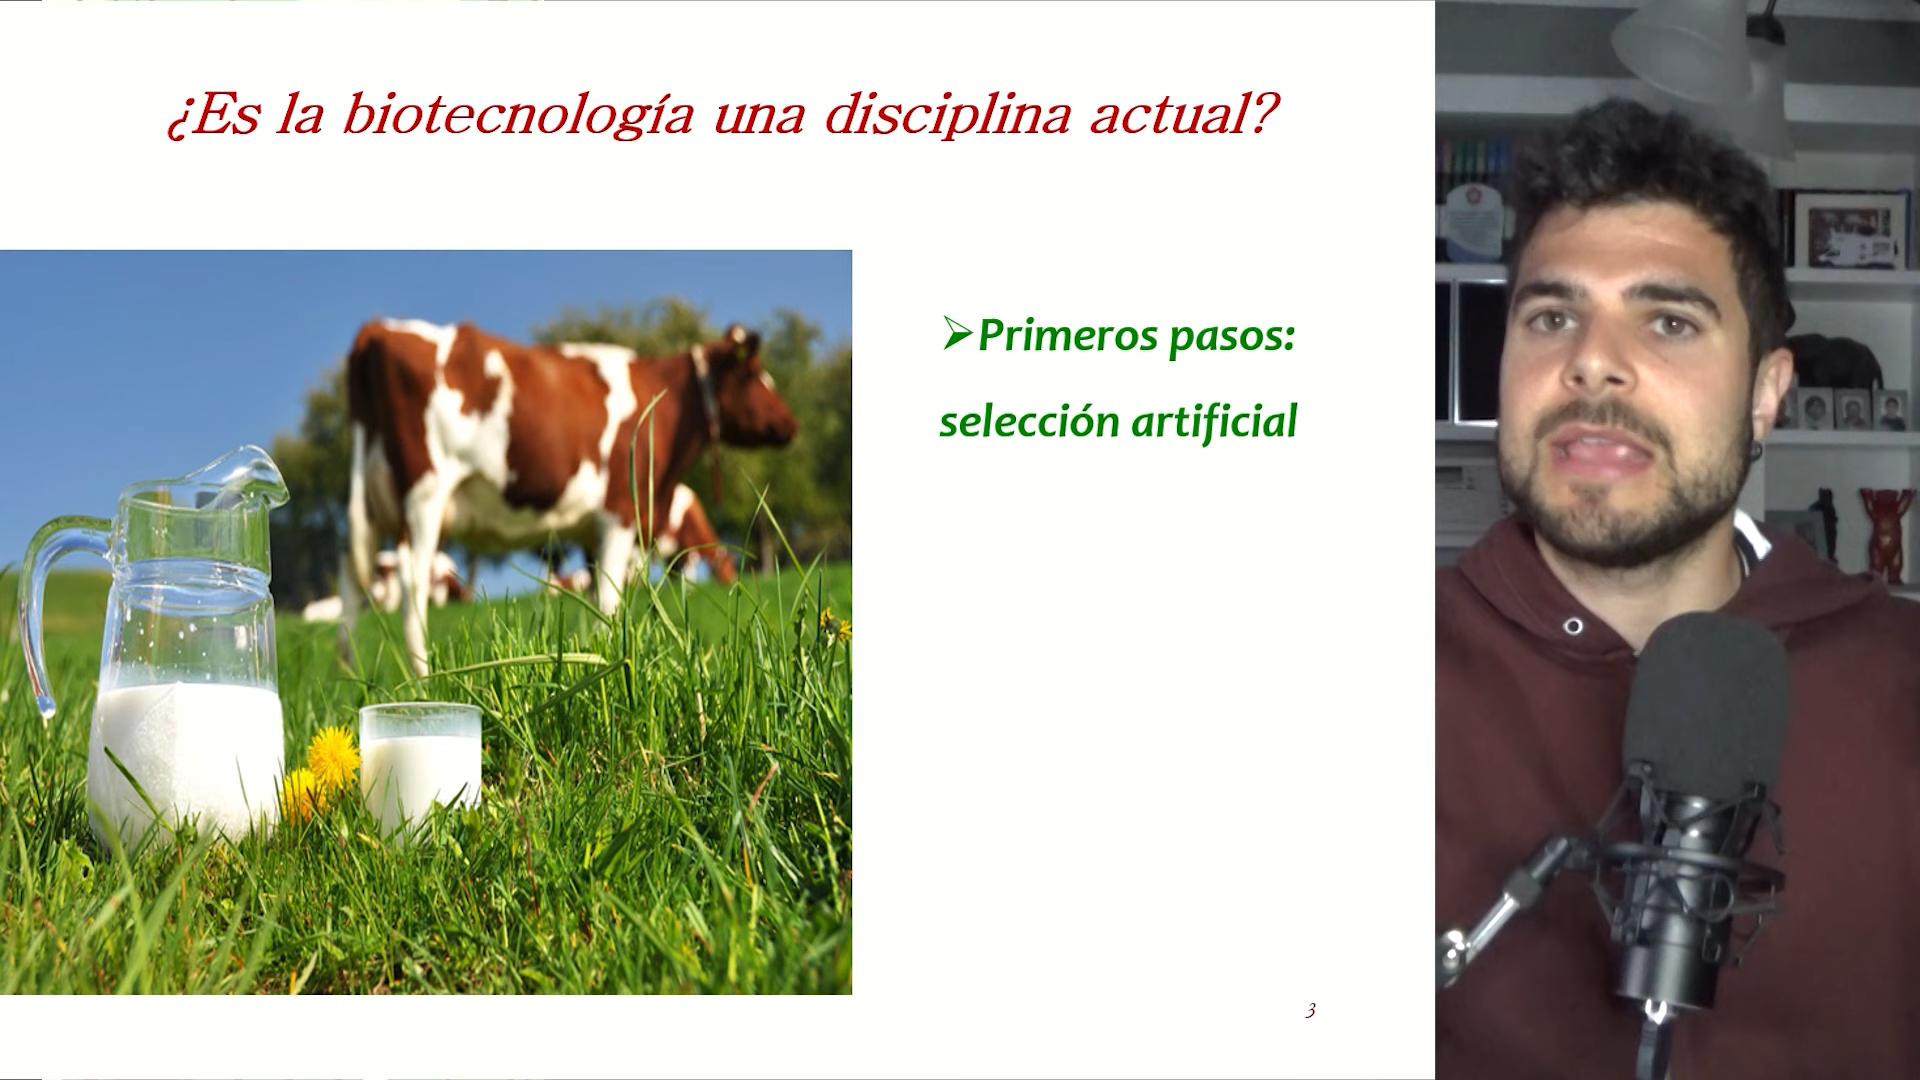 ¿Es la biotecnología una disciplina actual?
➢Primeros pasos:
selección artificial
3